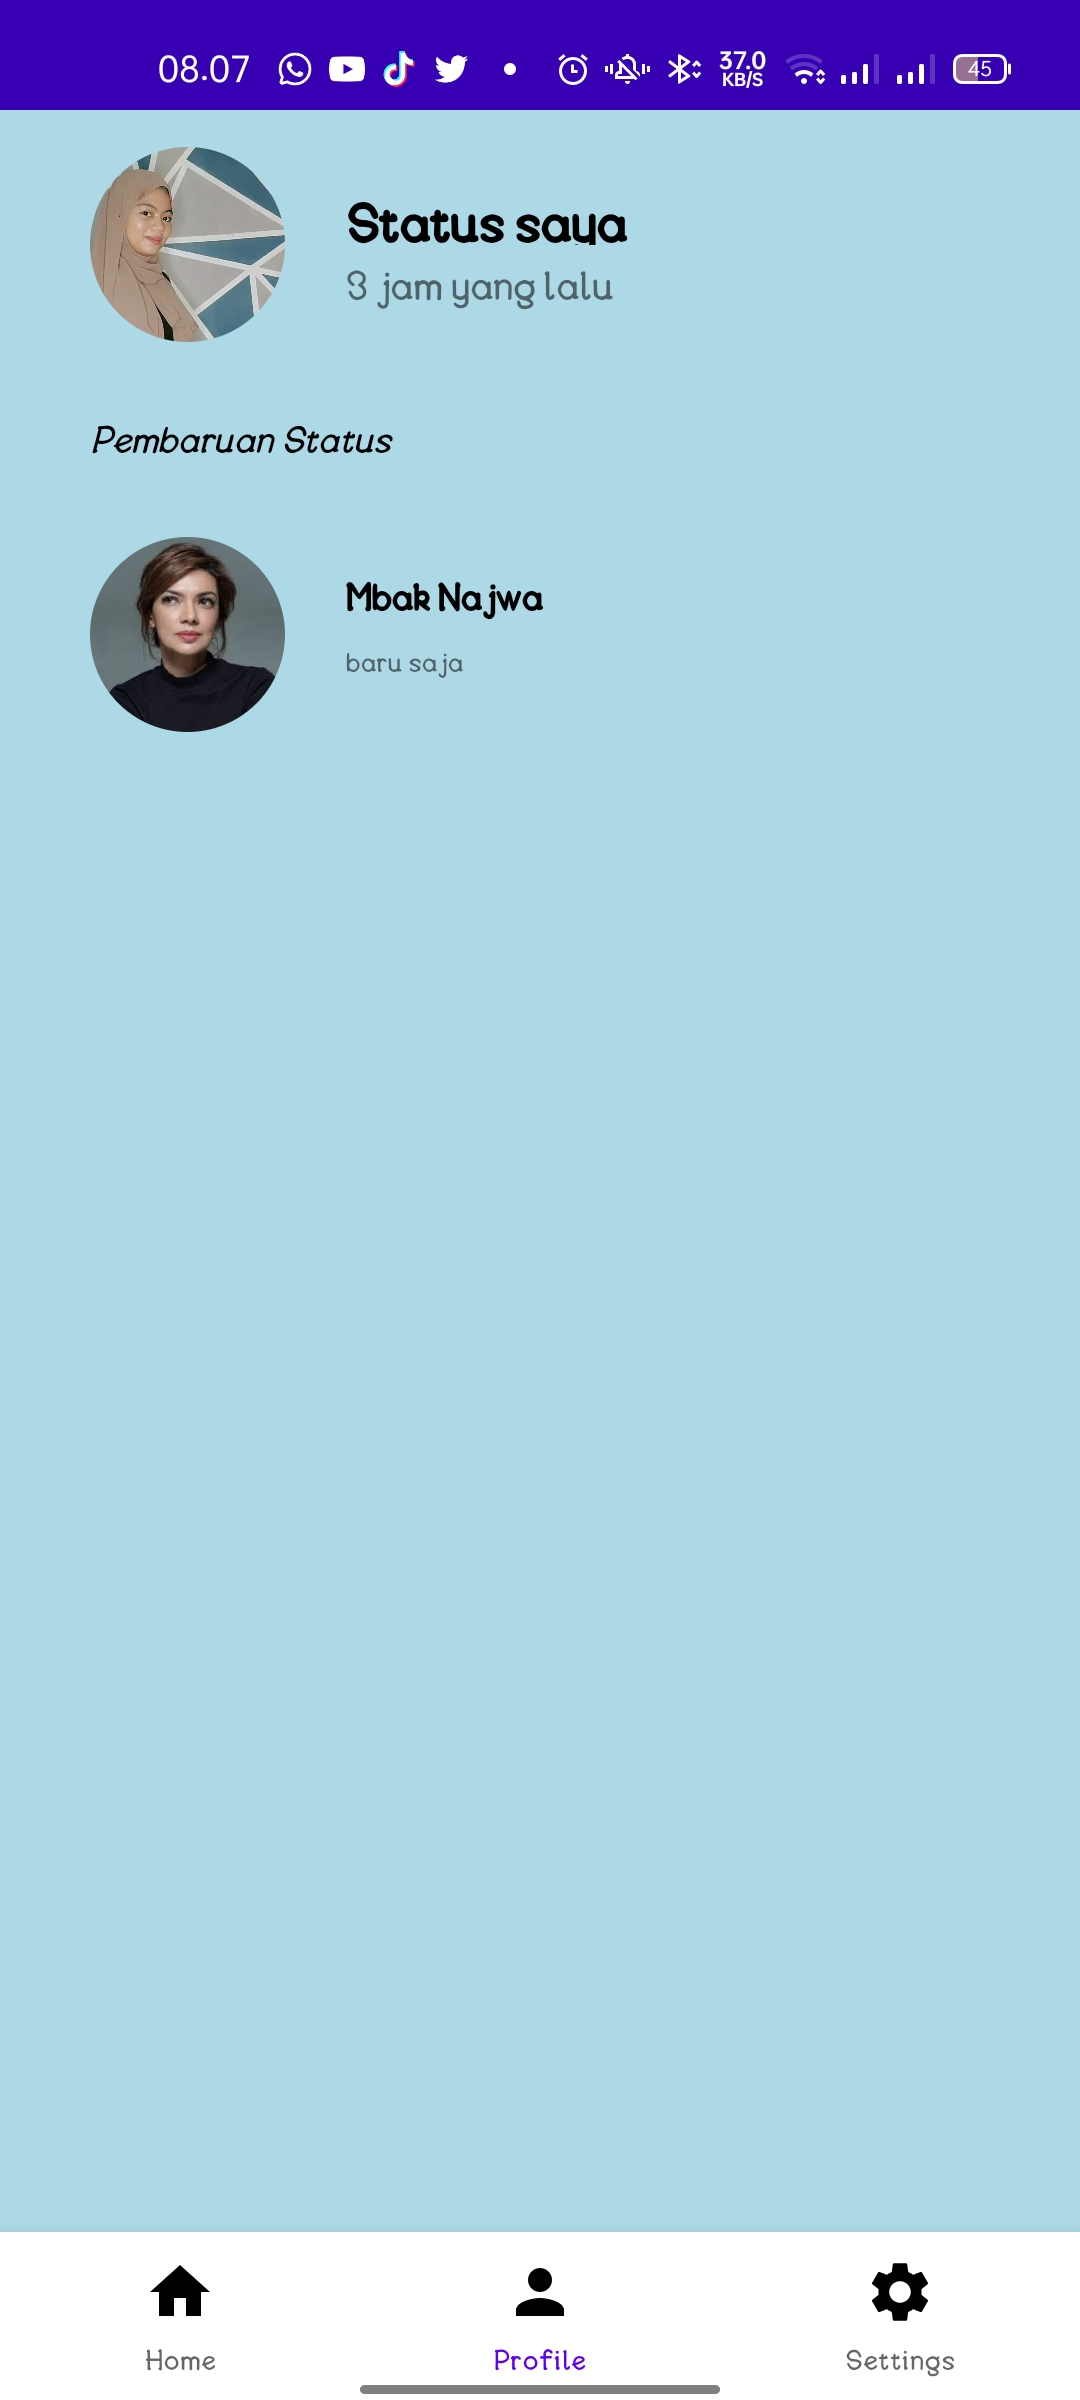 08.07 37.0 KB/S 45
Status saya
3 jam yang lalu
Pembaruan Status
Mbak Najwa
baru saja
Home Profile Settings